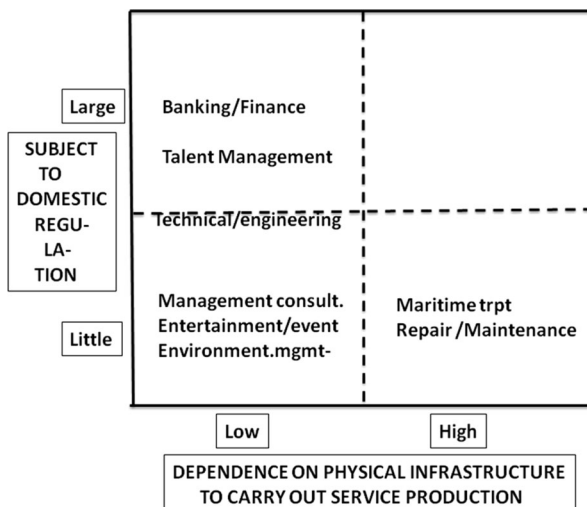 Large
SUBJECT
TO
DOMESTIC
REGU-
LA-
TION
Little
Banking/Finance
Talent Management
Technical/engineering
Management consult.
Entertainment/event
Environment.mgmt-
Maritime trpt
Repair /Maintenance
Low
High
DEPENDENCE ON PHYSICAL INFRASTRUCTURE
TO CARRY OUT SERVICE PRODUCTION